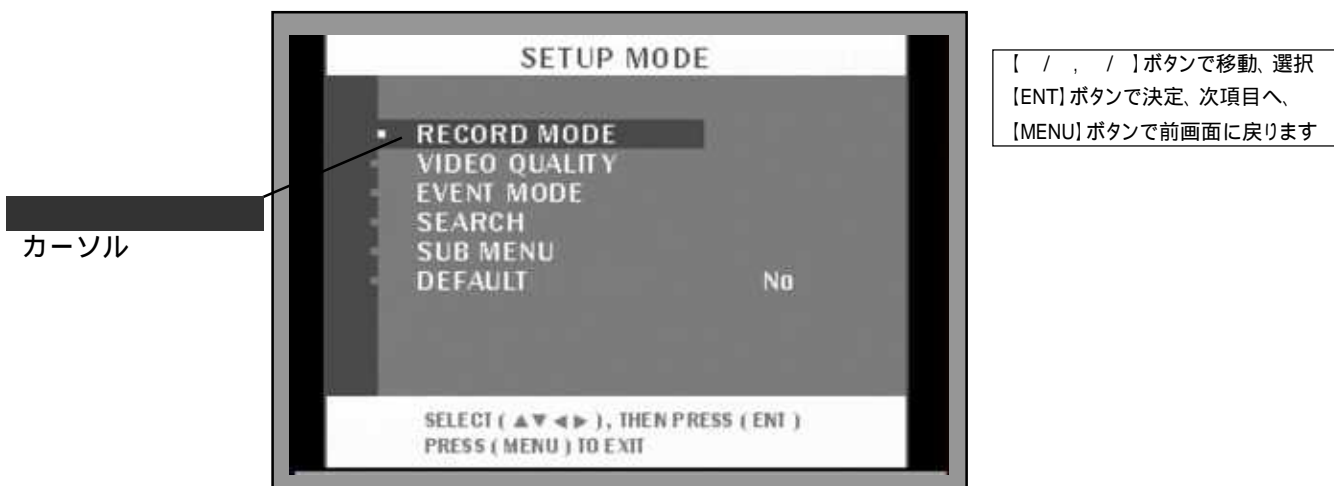 SETUP MODE
RECORD MODE
VIDEO QUALITY
EVENT MODE
SEARCH
SUB MENU
DEFAULT No
SELECT ( ▲▼ ◄► ) , THEN PRESS ( ENT )
PRESS ( MENU ) TO EXIT
カーソル
【 / , / 】ボタンで移動、選択
【ENT】ボタンで決定、次項目へ、
【MENU】ボタンで前画面に戻ります